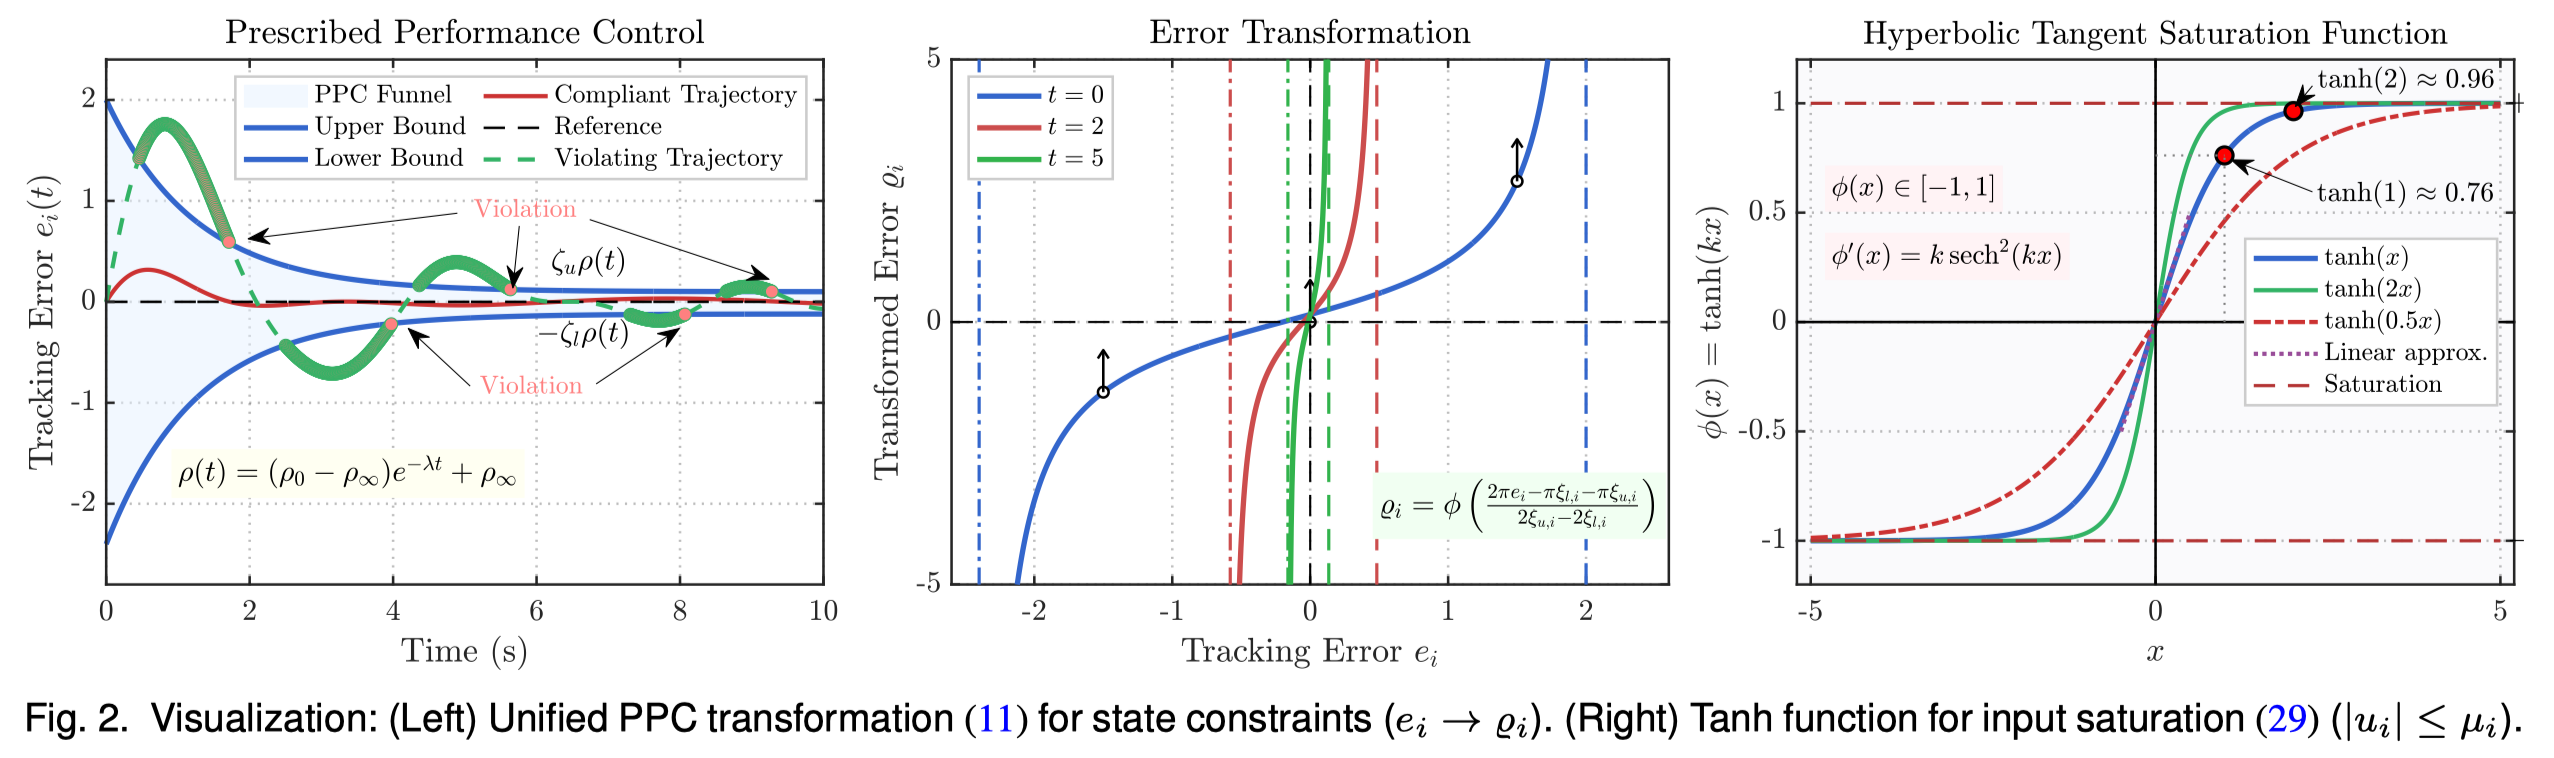 Prescribed Performance Control
PPC Funnel
Upper Bound
Lower Bound
Compliant Trajectory
Reference
Violating Trajectory
Violation
ζ_u ρ(t)
−ζ_l ρ(t)
Violation
ρ(t) = (ρ_0 − ρ_∞)e^{−λt} + ρ_∞
Tracking Error e_i(t)
2
1
0
-1
-2
0 2 4 6 8 10
Time (s)
Error Transformation
t = 0
t = 2
t = 5
ϱ_i = ϕ ( (2πe_i − πξ_{l,i} − πξ_{u,i}) / (2ξ_{u,i} − 2ξ_{l,i}) )
Transformed Error ϱ_i
5
0
-5
-2 -1 0 1 2
Tracking Error e_i
Hyperbolic Tangent Saturation Function
tanh(2) ≈ 0.96
tanh(1) ≈ 0.76
ϕ(x) ∈ [−1, 1]
ϕ′(x) = k sech²(kx)
tanh(x)
tanh(2x)
tanh(0.5x)
Linear approx.
Saturation
ϕ(x) = tanh(kx)
1
0.5
0
-0.5
-1
-5 0 5
x
Fig. 2. Visualization: (Left) Unified PPC transformation (11) for state constraints (e_i → ϱ_i). (Right) Tanh function for input saturation (29) (|u_i| ≤ μ_i).